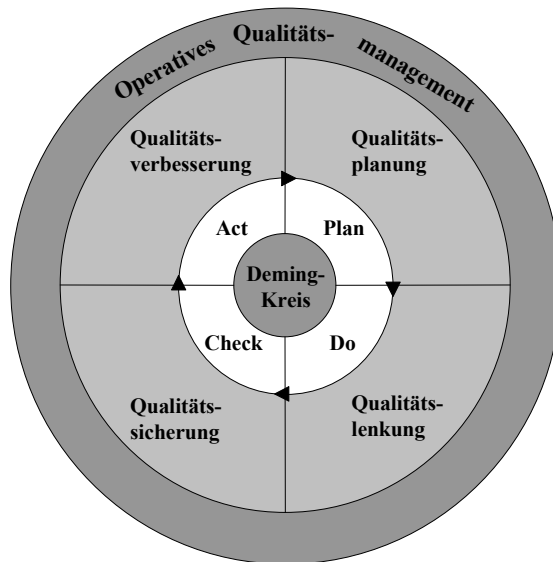 Operatives Qualitäts-
management
Qualitäts-
verbesserung
Qualitäts-
planung
Act
Plan
Deming-
Kreis
Check
Do
Qualitäts-
sicherung
Qualitäts-
lenkung